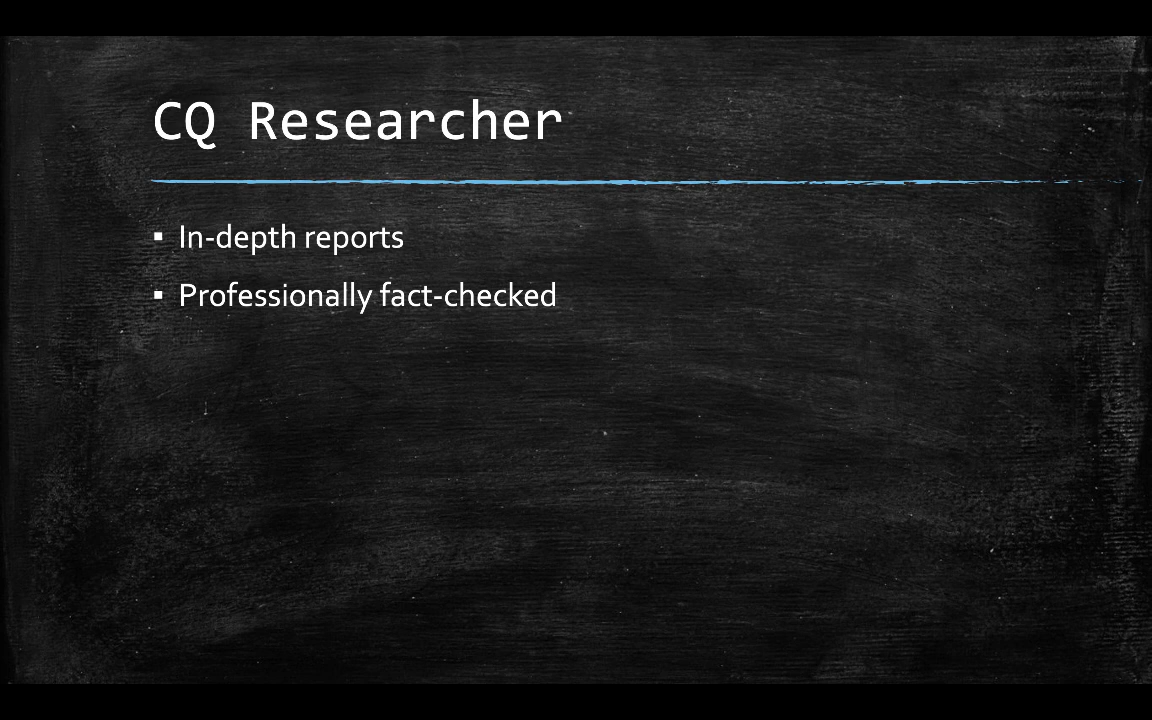 CQ Researcher
▪ In-depth reports
▪ Professionally fact-checked